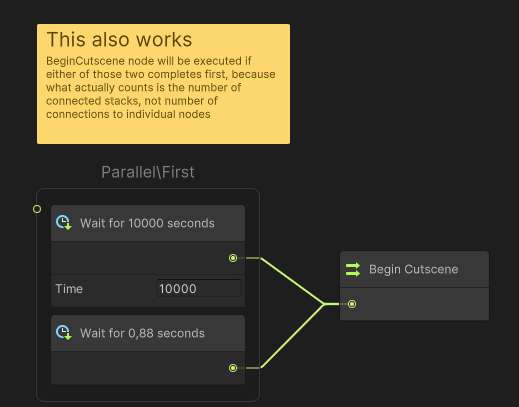 This also works
BeginCutscene node will be executed if
either of those two completes first, because
what actually counts is the number of
connected stacks, not number of
connections to individual nodes
Parallel\First
Wait for 10000 seconds
Time 10000
Begin Cutscene
Wait for 0,88 seconds